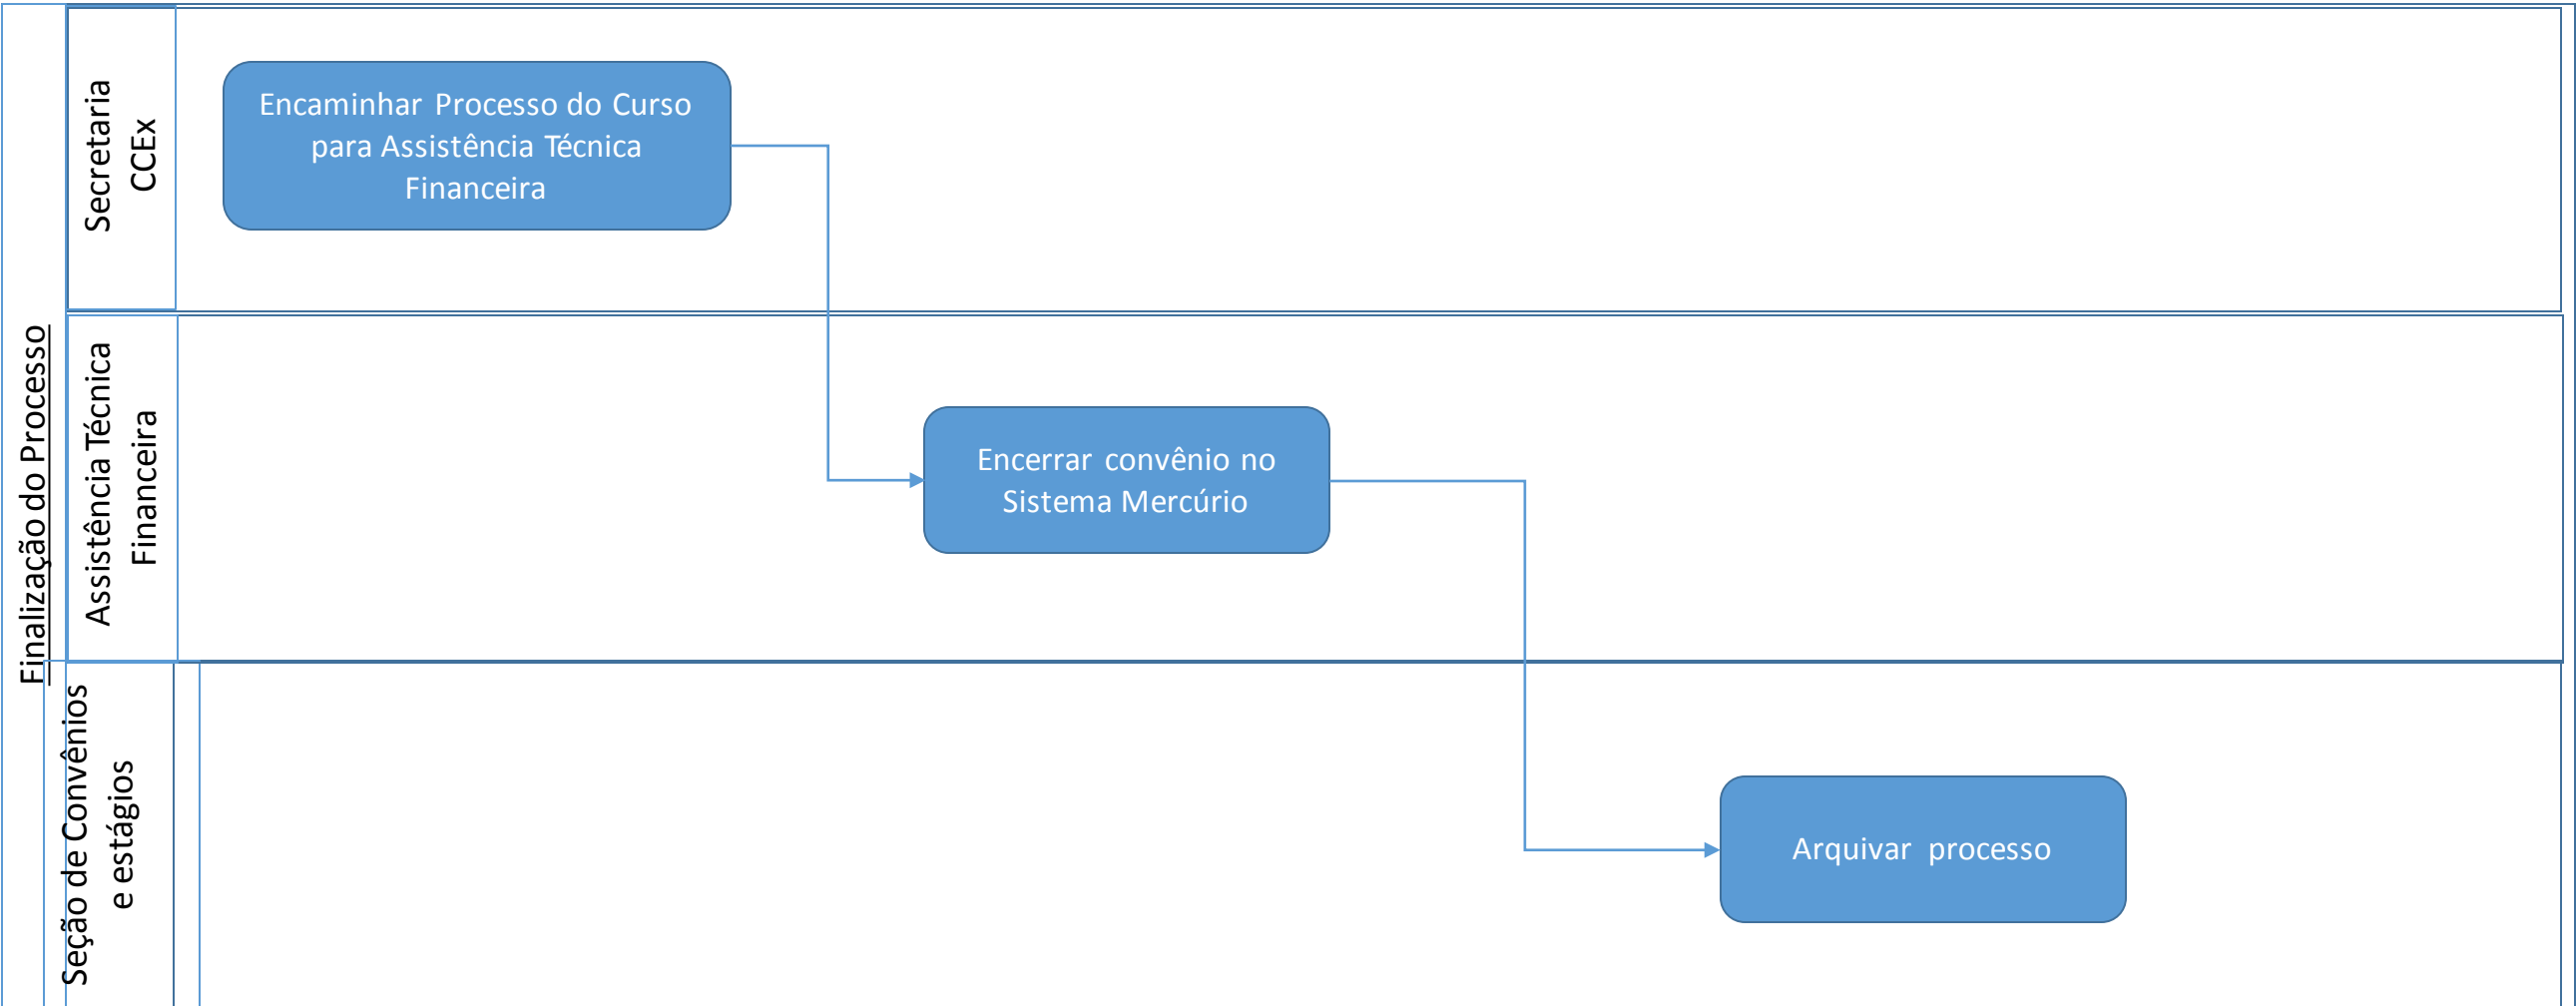 Finalização do Processo
Secretaria
CCEx
Encaminhar Processo do Curso
para Assistência Técnica
Financeira
Assistência Técnica
Financeira
Encerrar convênio no
Sistema Mercúrio
Seção de Convênios
e estágios
Arquivar processo